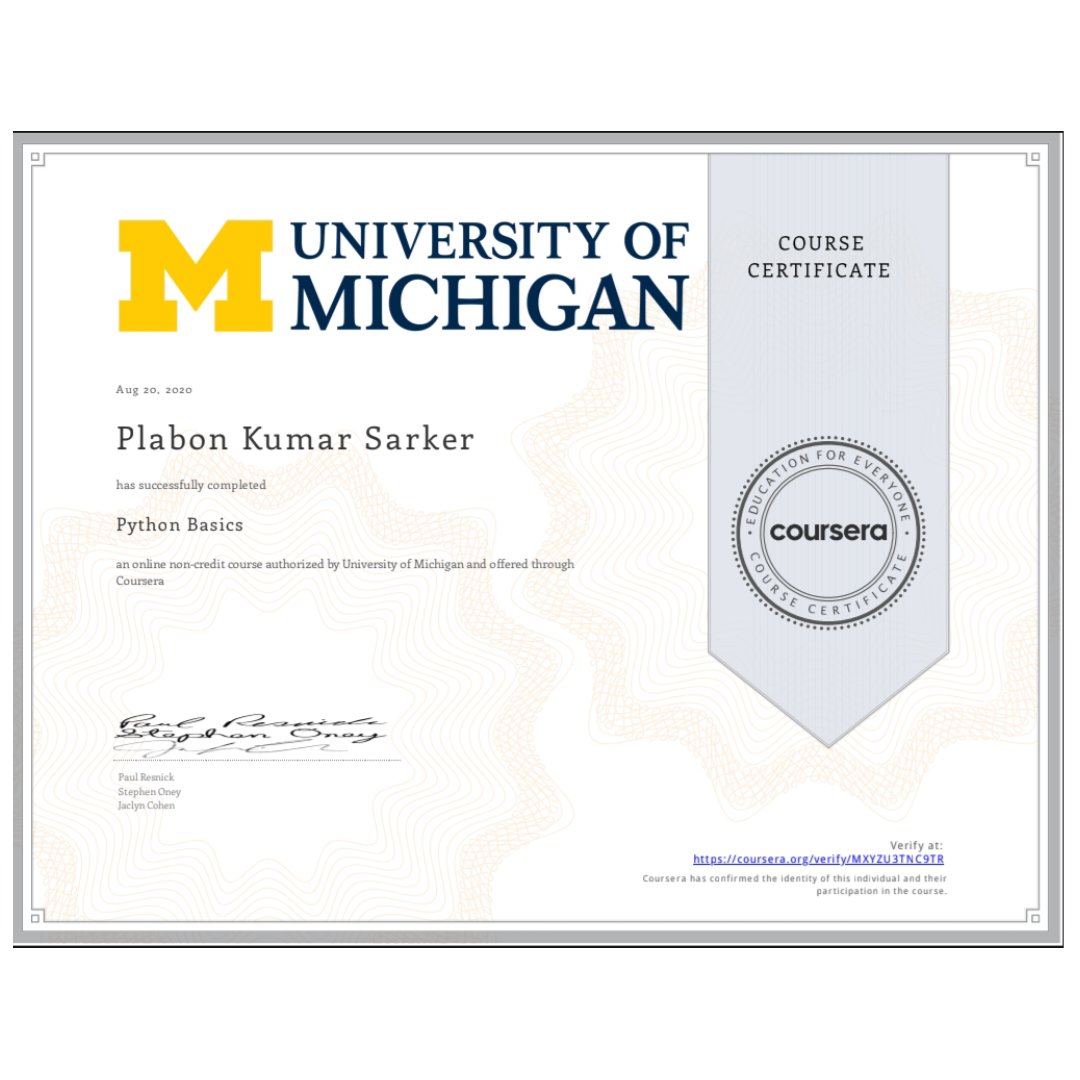 UNIVERSITY OF
MICHIGAN
COURSE
CERTIFICATE
Aug 20, 2020
Plabon Kumar Sarker
has successfully completed
Python Basics
an online non-credit course authorized by University of Michigan and offered through
Coursera
EDUCATION FOR EVERYONE
coursera
COURSE CERTIFICATE
Paul Resnick
Stephen Oney
Paul Resnick
Stephen Oney
Jaclyn Cohen
Verify at:
https://coursera.org/verify/MXYZU3TNC9TR
Coursera has confirmed the identity of this individual and their
participation in the course.